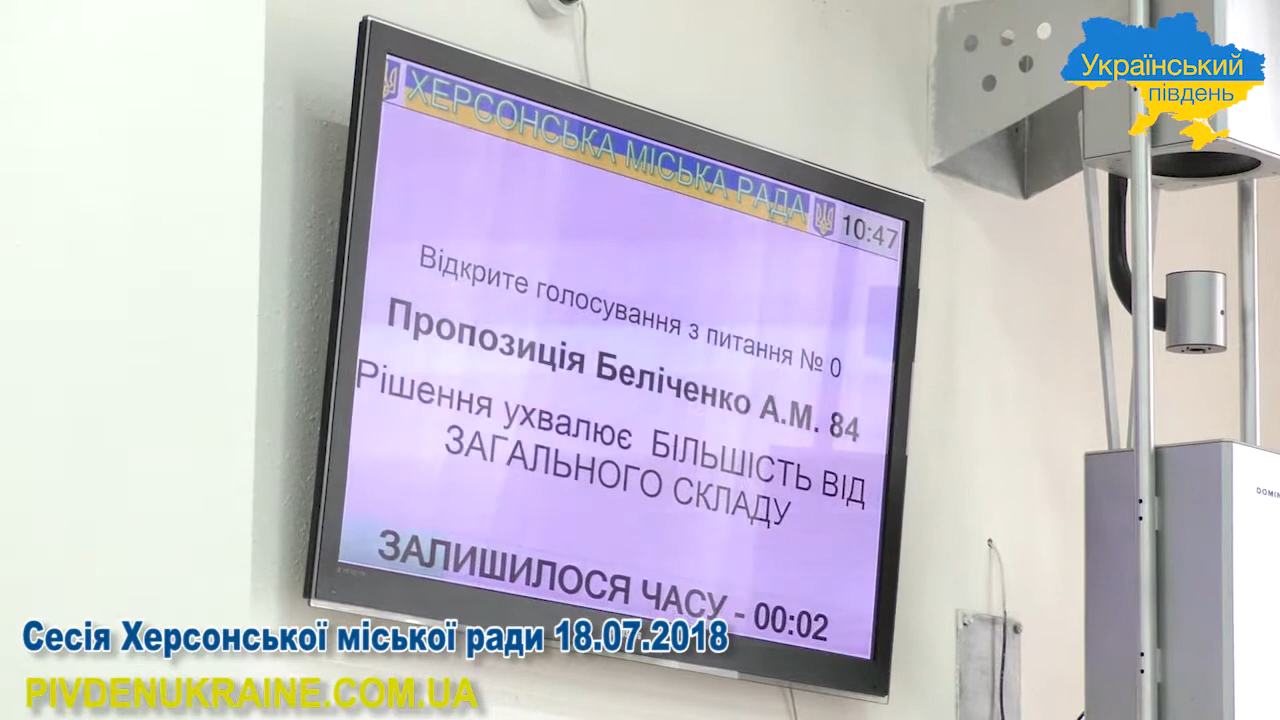 Український
південь
ХЕРСОНСЬКА МІСЬКА РАДА 10:47
Відкрите голосування з питання № 0
Пропозиція Беліченко А.М. 84
Рішення ухвалює БІЛЬШІСТЬ ВІД
ЗАГАЛЬНОГО СКЛАДУ
ЗАЛИШИЛОСЯ ЧАСУ - 00:02
Сесія Херсонської міської ради 18.07.2018
PIVDENUKRAINE.COM.UA